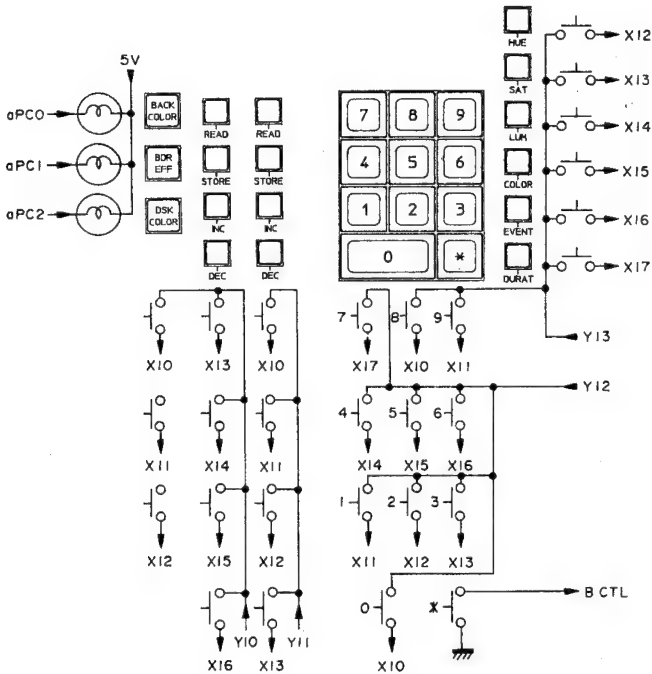 5V
aPC0
aPC1
aPC2
BACK
COLOR
BDR
EFF
DSK
COLOR
READ
READ
STORE
STORE
INC
INC
DEC
DEC
7 8 9
4 5 6
1 2 3
0 *
HUE
SAT
LUM
COLOR
EVENT
DURAT
X12
X13
X14
X15
X16
X17
Y13
7 8 9
X10 X13 X10 X17 X10 X11
Y12
4 5 6
X11 X14 X11 X14 X15 X16
1 2 3
X12 X15 X12 X11 X12 X13
0 * B CTL
Y10 Y11
X16 X13 X10